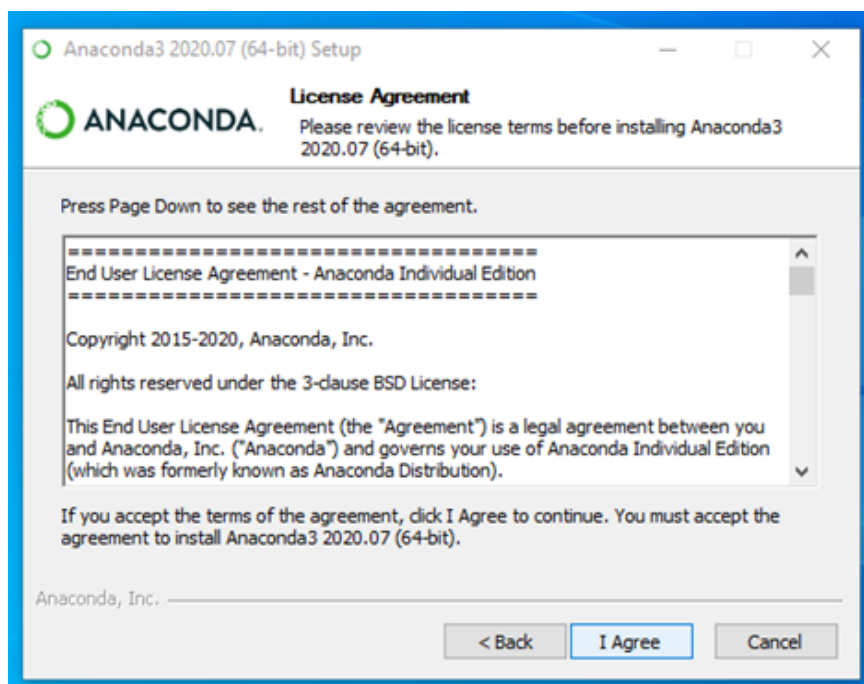 Anaconda3 2020.07 (64-bit) Setup
ANACONDA.
License Agreement
Please review the license terms before installing Anaconda3
2020.07 (64-bit).
Press Page Down to see the rest of the agreement.
===================================
End User License Agreement - Anaconda Individual Edition
===================================
Copyright 2015-2020, Anaconda, Inc.
All rights reserved under the 3-clause BSD License:
This End User License Agreement (the "Agreement") is a legal agreement between you
and Anaconda, Inc. ("Anaconda") and governs your use of Anaconda Individual Edition
(which was formerly known as Anaconda Distribution).
If you accept the terms of the agreement, click I Agree to continue. You must accept the
agreement to install Anaconda3 2020.07 (64-bit).
Anaconda, Inc.
< Back I Agree Cancel